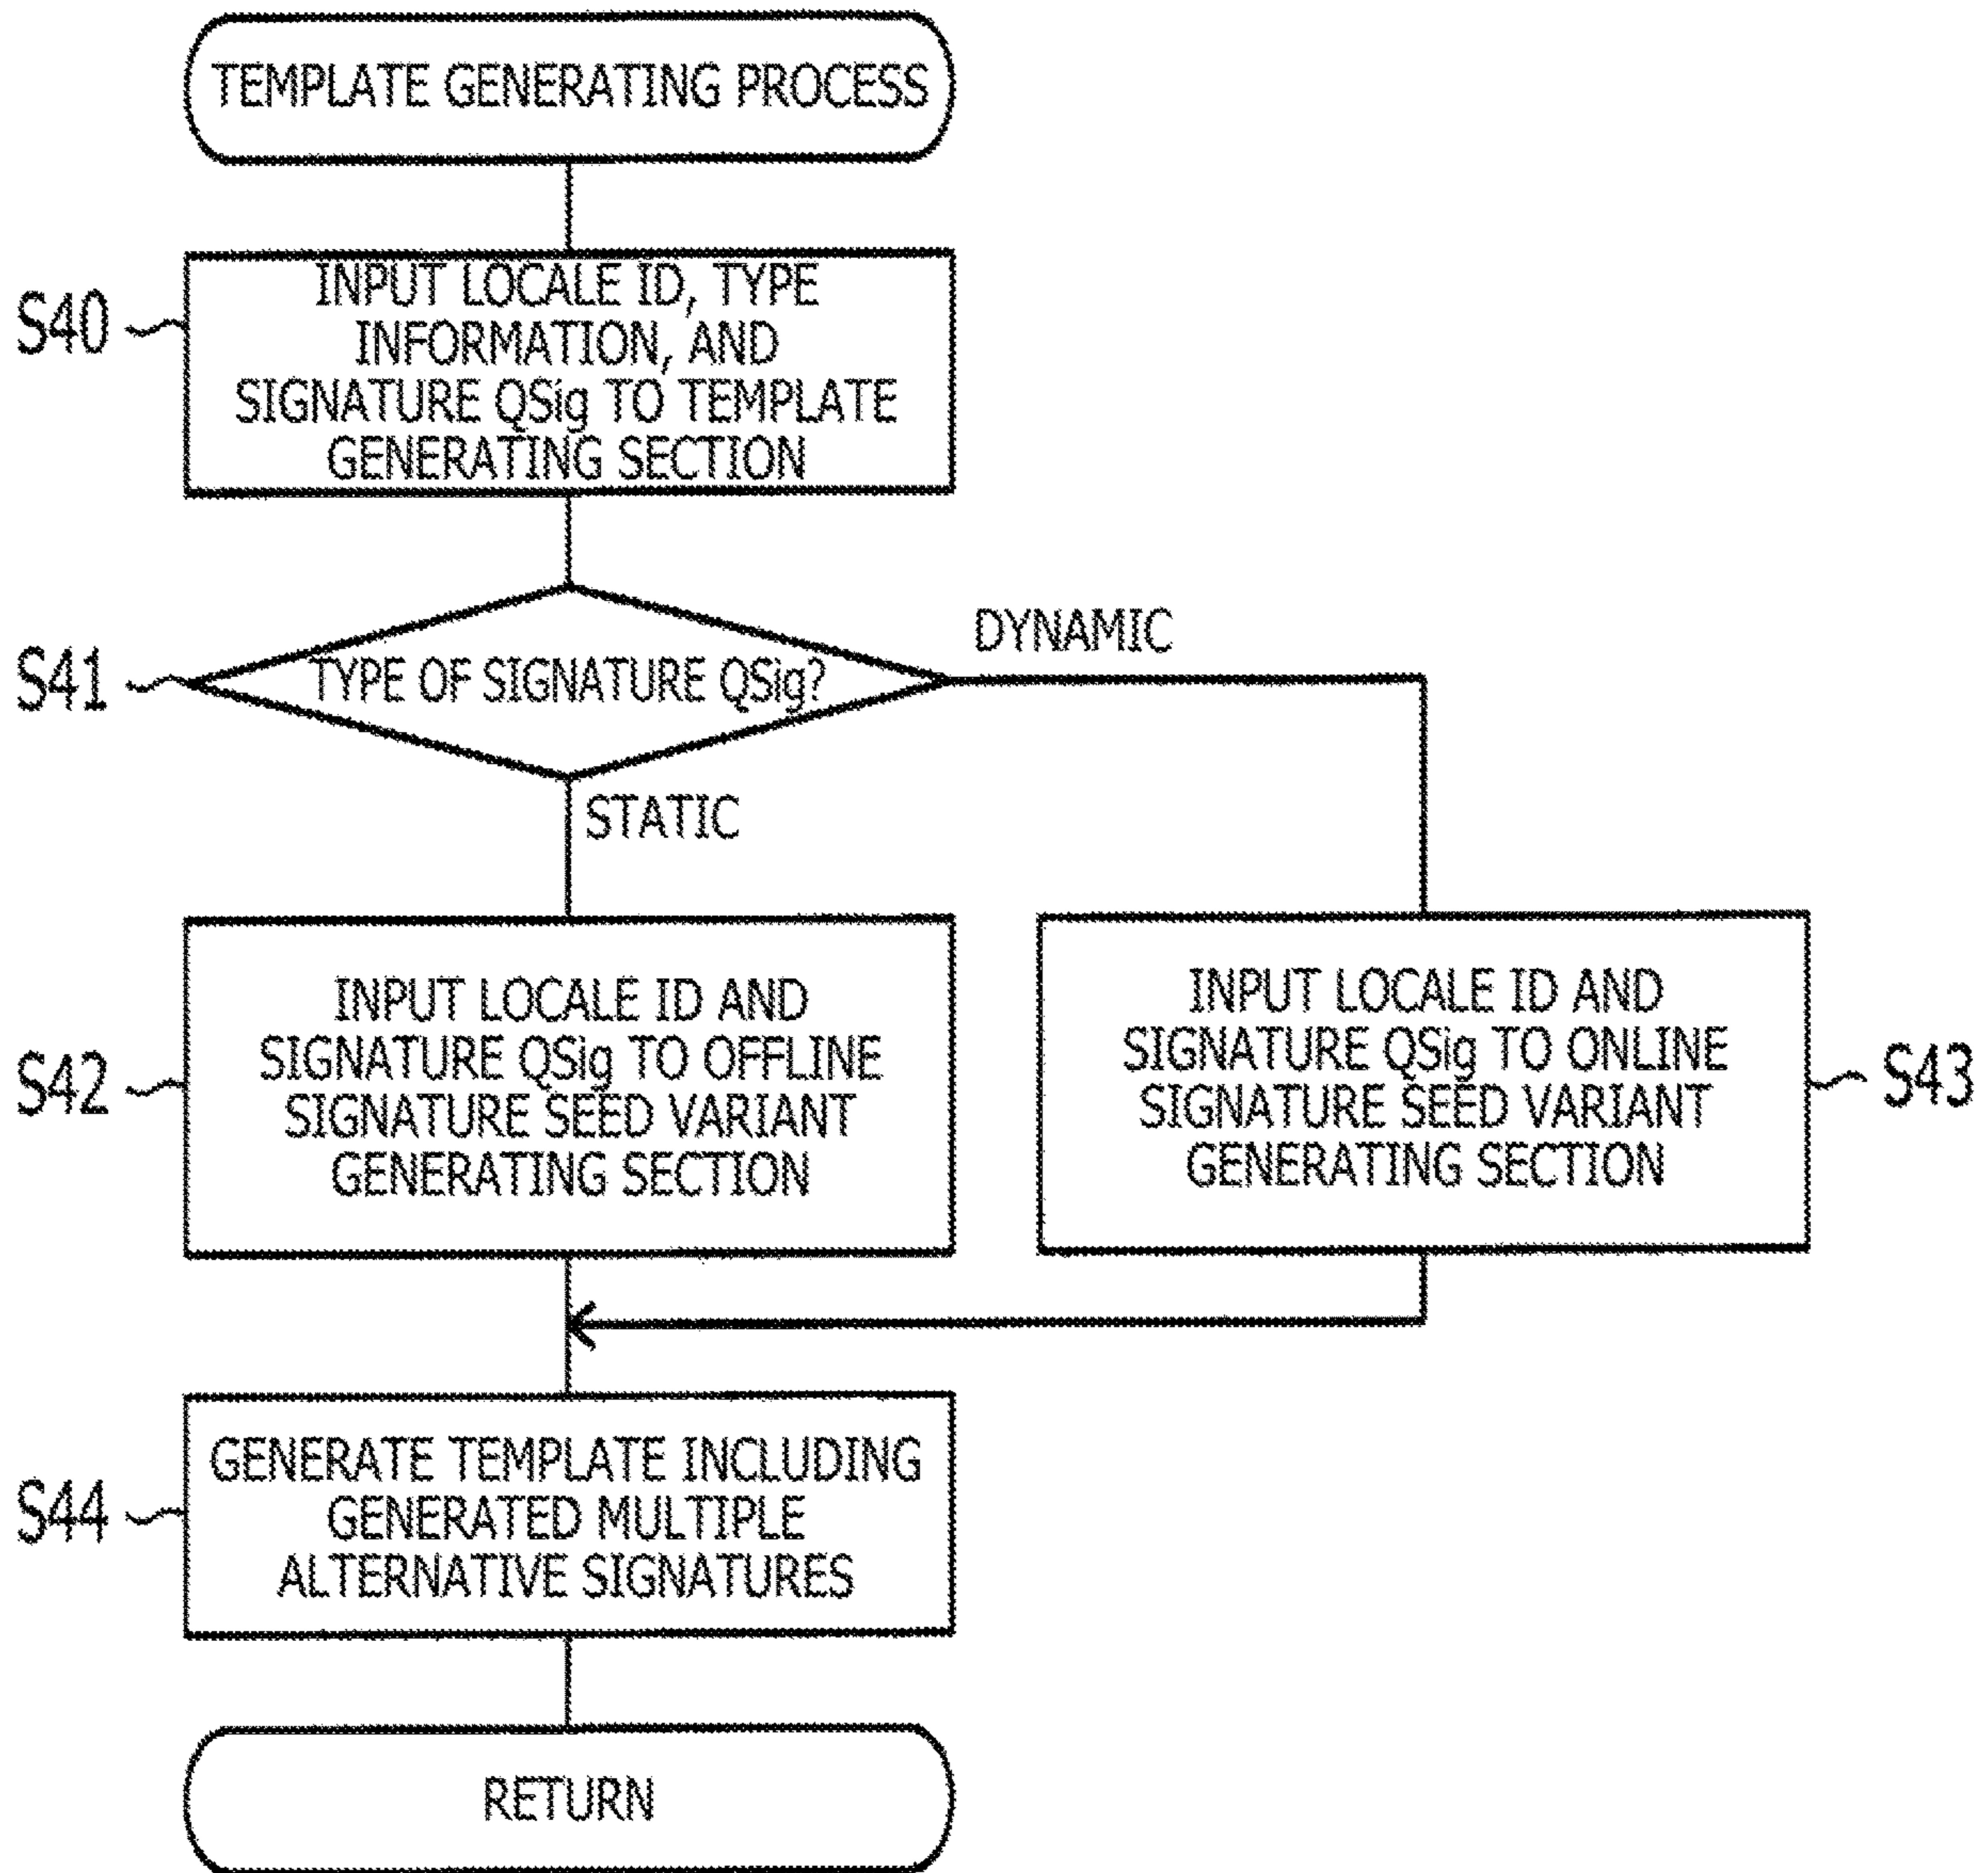 TEMPLATE GENERATING PROCESS
S40
INPUT LOCALE ID, TYPE
INFORMATION, AND
SIGNATURE QSig TO TEMPLATE
GENERATING SECTION
S41
TYPE OF SIGNATURE QSig?
DYNAMIC
STATIC
S42
INPUT LOCALE ID AND
SIGNATURE QSig TO OFFLINE
SIGNATURE SEED VARIANT
GENERATING SECTION
INPUT LOCALE ID AND
SIGNATURE QSig TO ONLINE
SIGNATURE SEED VARIANT
GENERATING SECTION
S43
S44
GENERATE TEMPLATE INCLUDING
GENERATED MULTIPLE
ALTERNATIVE SIGNATURES
RETURN